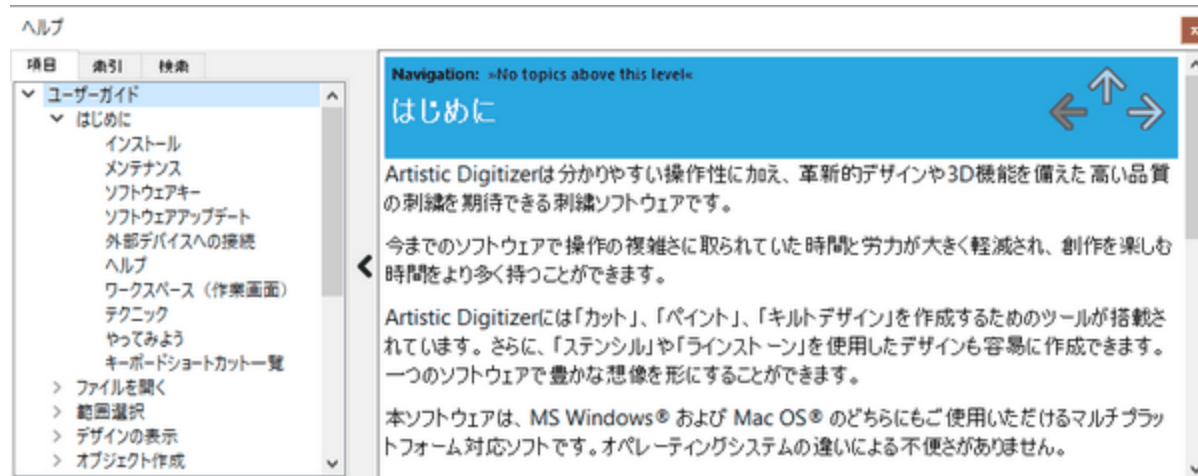 ヘルプ
項目 索引 検索
ユーザーガイド
はじめに
インストール
メンテナンス
ソフトウェアキー
ソフトウェアアップデート
外部デバイスへの接続
ヘルプ
ワークスペース（作業画面）
テクニック
やってみよう
キーボードショートカット一覧
ファイルを開く
範囲選択
デザインの表示
オブジェクト作成
Navigation: »No topics above this level«
はじめに
Artistic Digitizerは分かりやすい操作性に加え、革新的デザインや3D機能を備えた高い品質
の刺繍を期待できる刺繍ソフトウェアです。
今までのソフトウェアで操作の複雑さに取られていた時間と労力が大きく軽減され、創作を楽しむ
時間をより多く持つことができます。
Artistic Digitizerには「カット」、「ペイント」、「キルトデザイン」を作成するためのツールが搭載さ
れています。さらに、「ステンシル」や「ラインストーン」を使用したデザインも容易に作成できます。
一つのソフトウェアで豊かな想像を形にすることができます。
本ソフトウェアは、MS Windows® および Mac OS® のどちらにもご使用いただけるマルチプラッ
トフォーム対応ソフトです。オペレーティングシステムの違いによる不便さがありません。